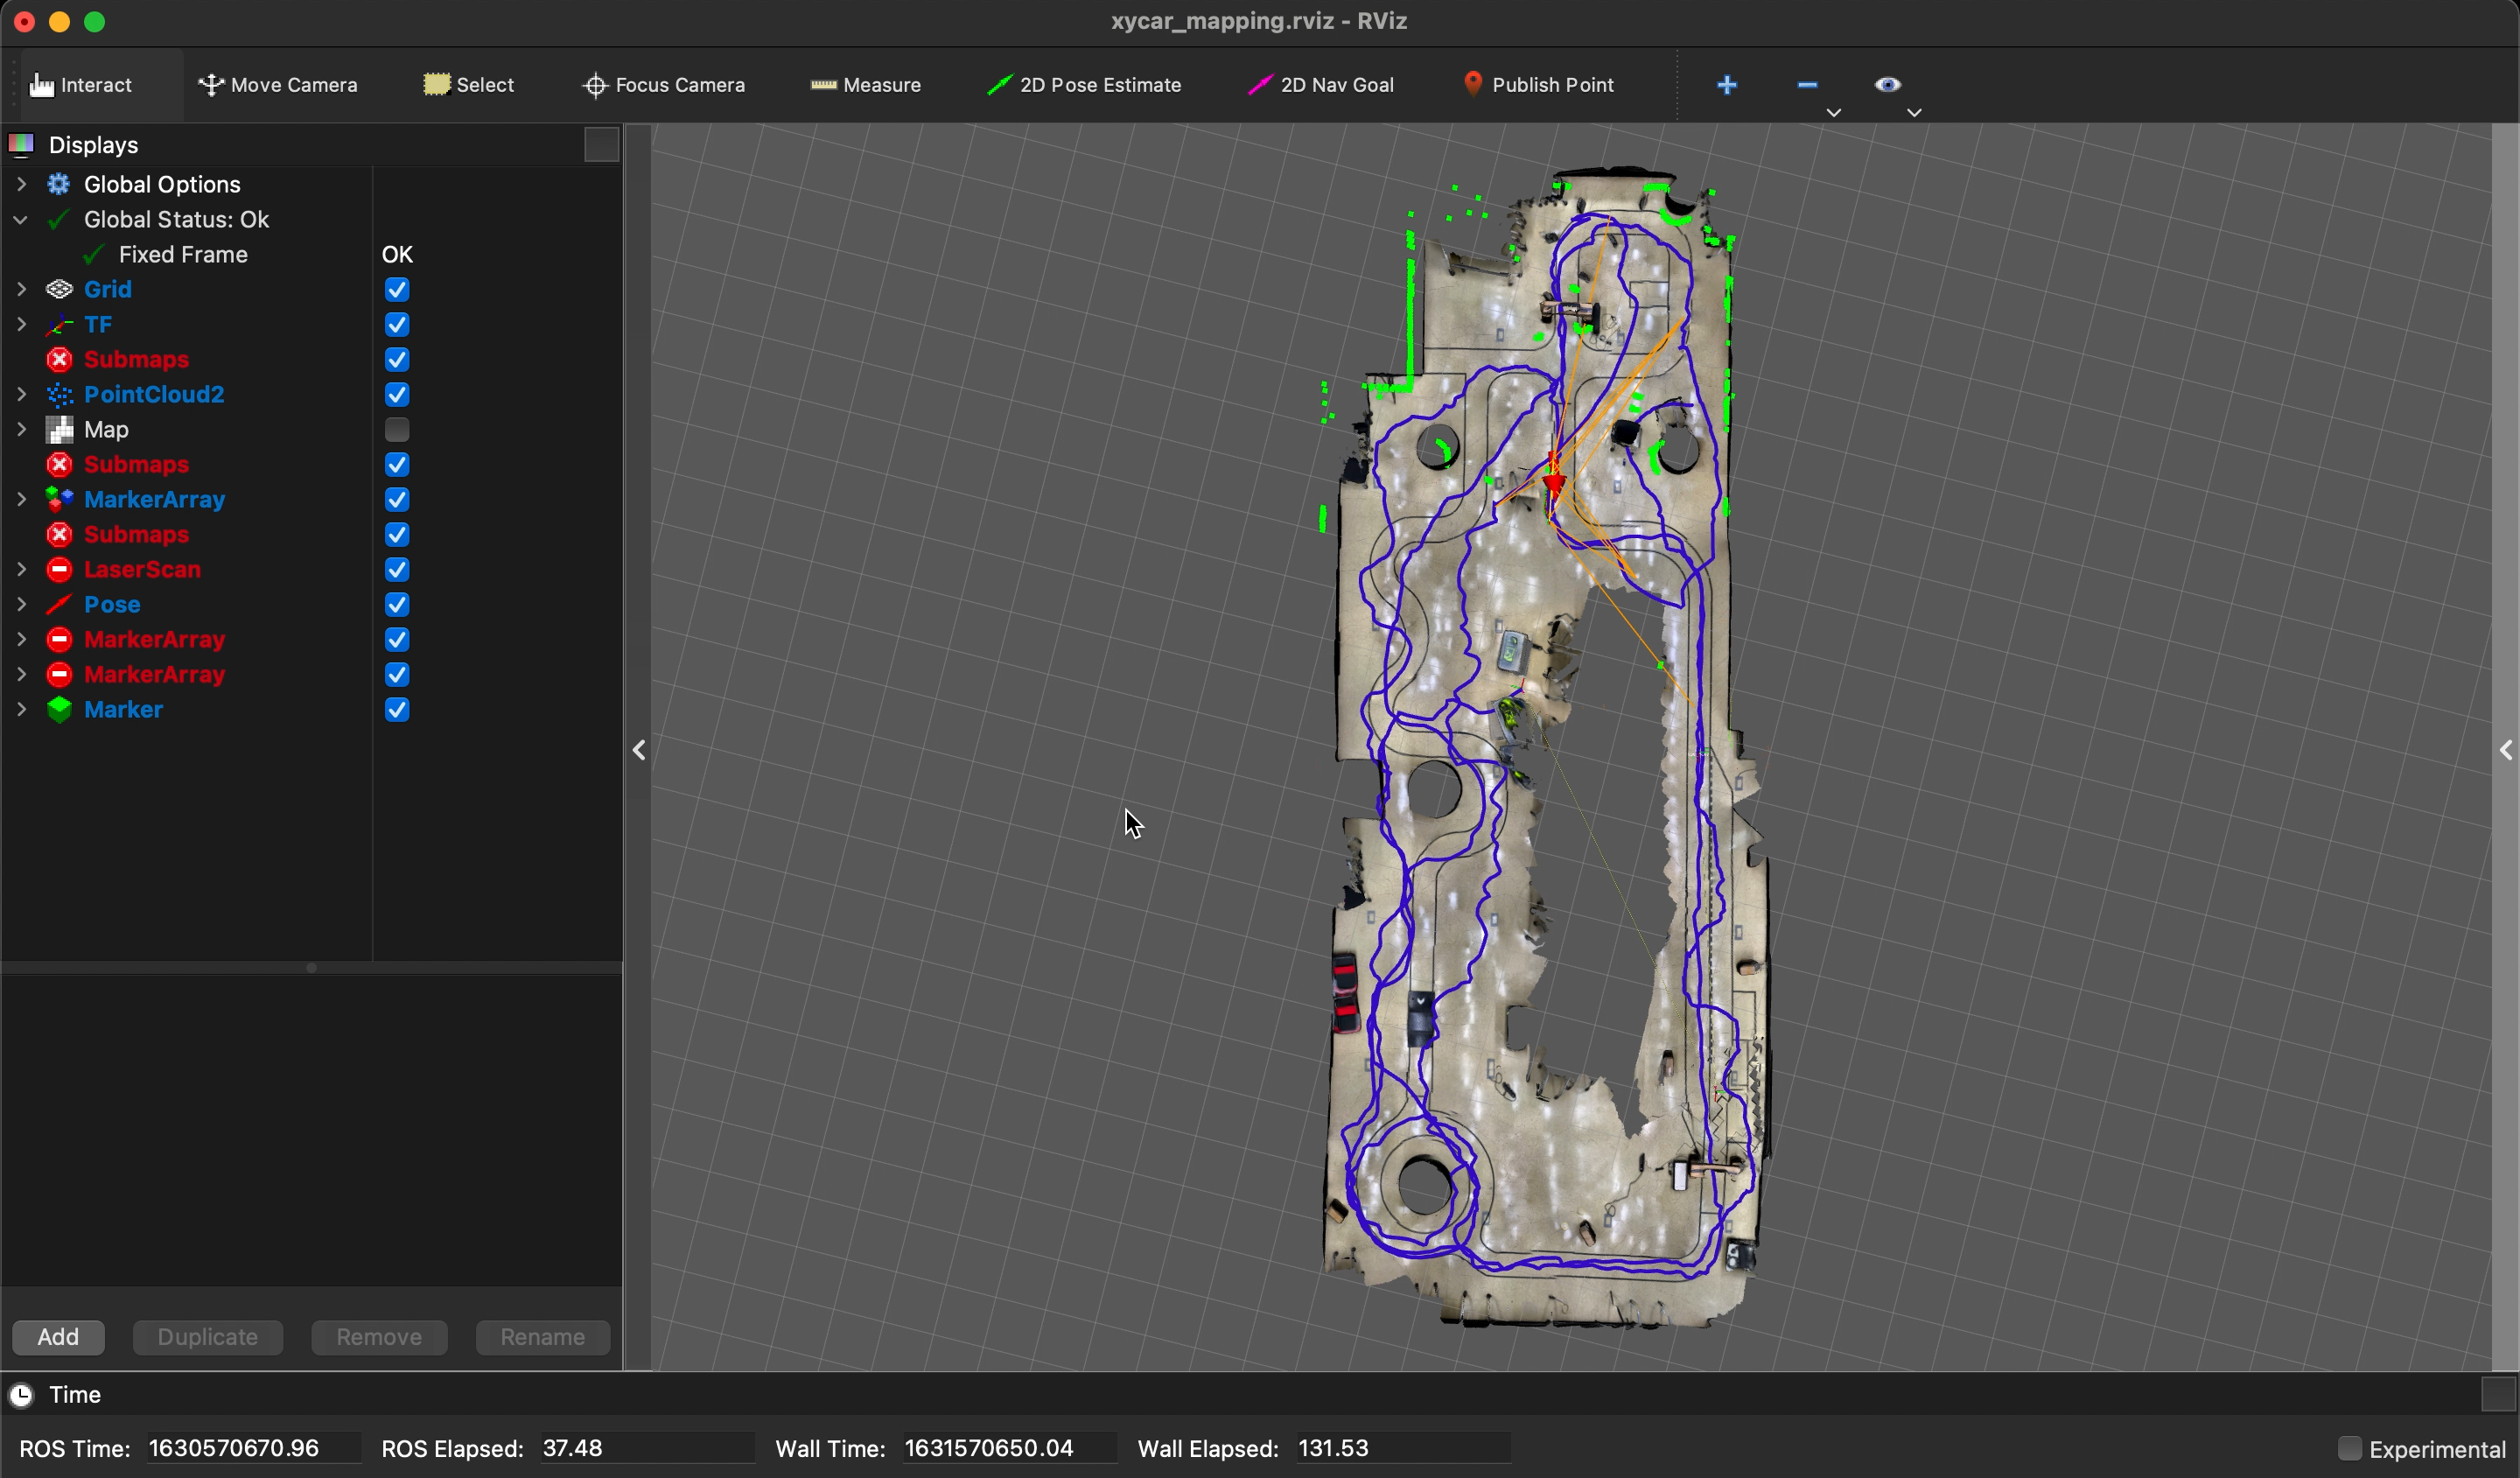 xycar_mapping.rviz - RViz
Interact Move Camera Select Focus Camera Measure 2D Pose Estimate 2D Nav Goal Publish Point
Displays
Global Options
Global Status: Ok
Fixed Frame OK
Grid
TF
Submaps
PointCloud2
Map
Submaps
MarkerArray
Submaps
LaserScan
Pose
MarkerArray
MarkerArray
Marker
Add Duplicate Remove Rename
Time
ROS Time: 1630570670.96 ROS Elapsed: 37.48 Wall Time: 1631570650.04 Wall Elapsed: 131.53 Experimental